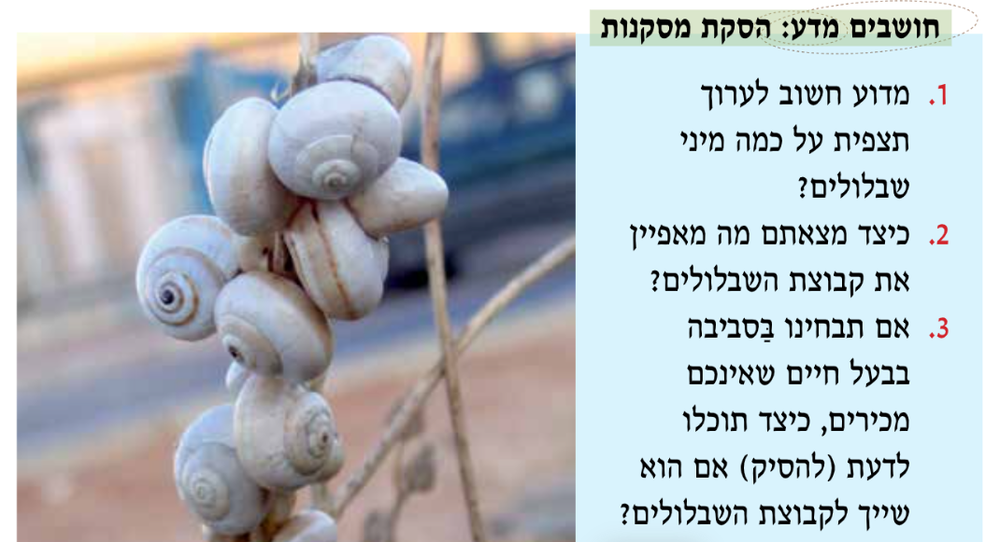 חושבים מדע: הסקת מסקנות
1. מדוע חשוב לערוך
תצפית על כמה מיני
שבלולים?
2. כיצד מצאתם מה מאפיין
את קבוצת השבלולים?
3. אם תבחינו בַּסביבה
בבעל חיים שאינכם
מכירים, כיצד תוכלו
לדעת (להסיק) אם הוא
שייך לקבוצת השבלולים?